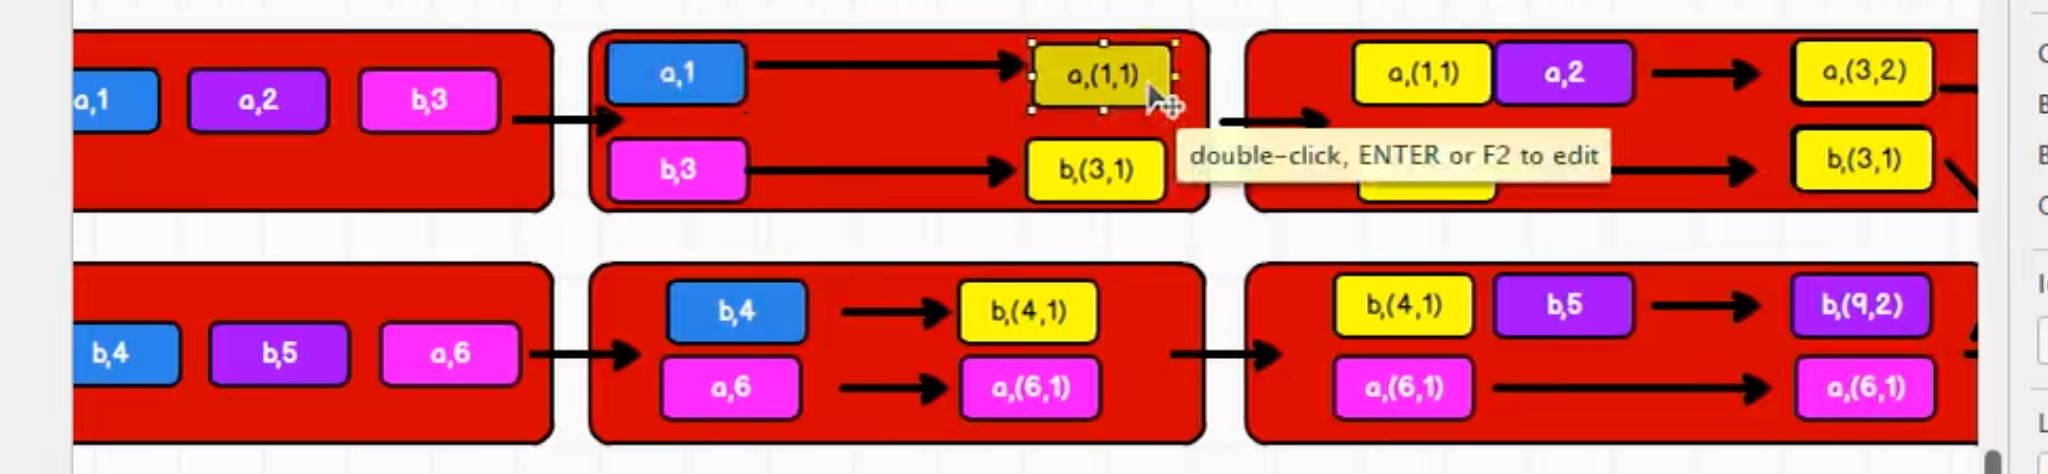 a,1 a,2 b,3
a,1 a,(1,1)
b,3 b,(3,1)
a,(1,1) a,2 a,(3,2)
b,(3,1)
double-click, ENTER or F2 to edit
b,4 b,5 a,6
b,4 b,(4,1)
a,6 a,(6,1)
b,(4,1) b,5 b,(9,2)
a,(6,1) a,(6,1)